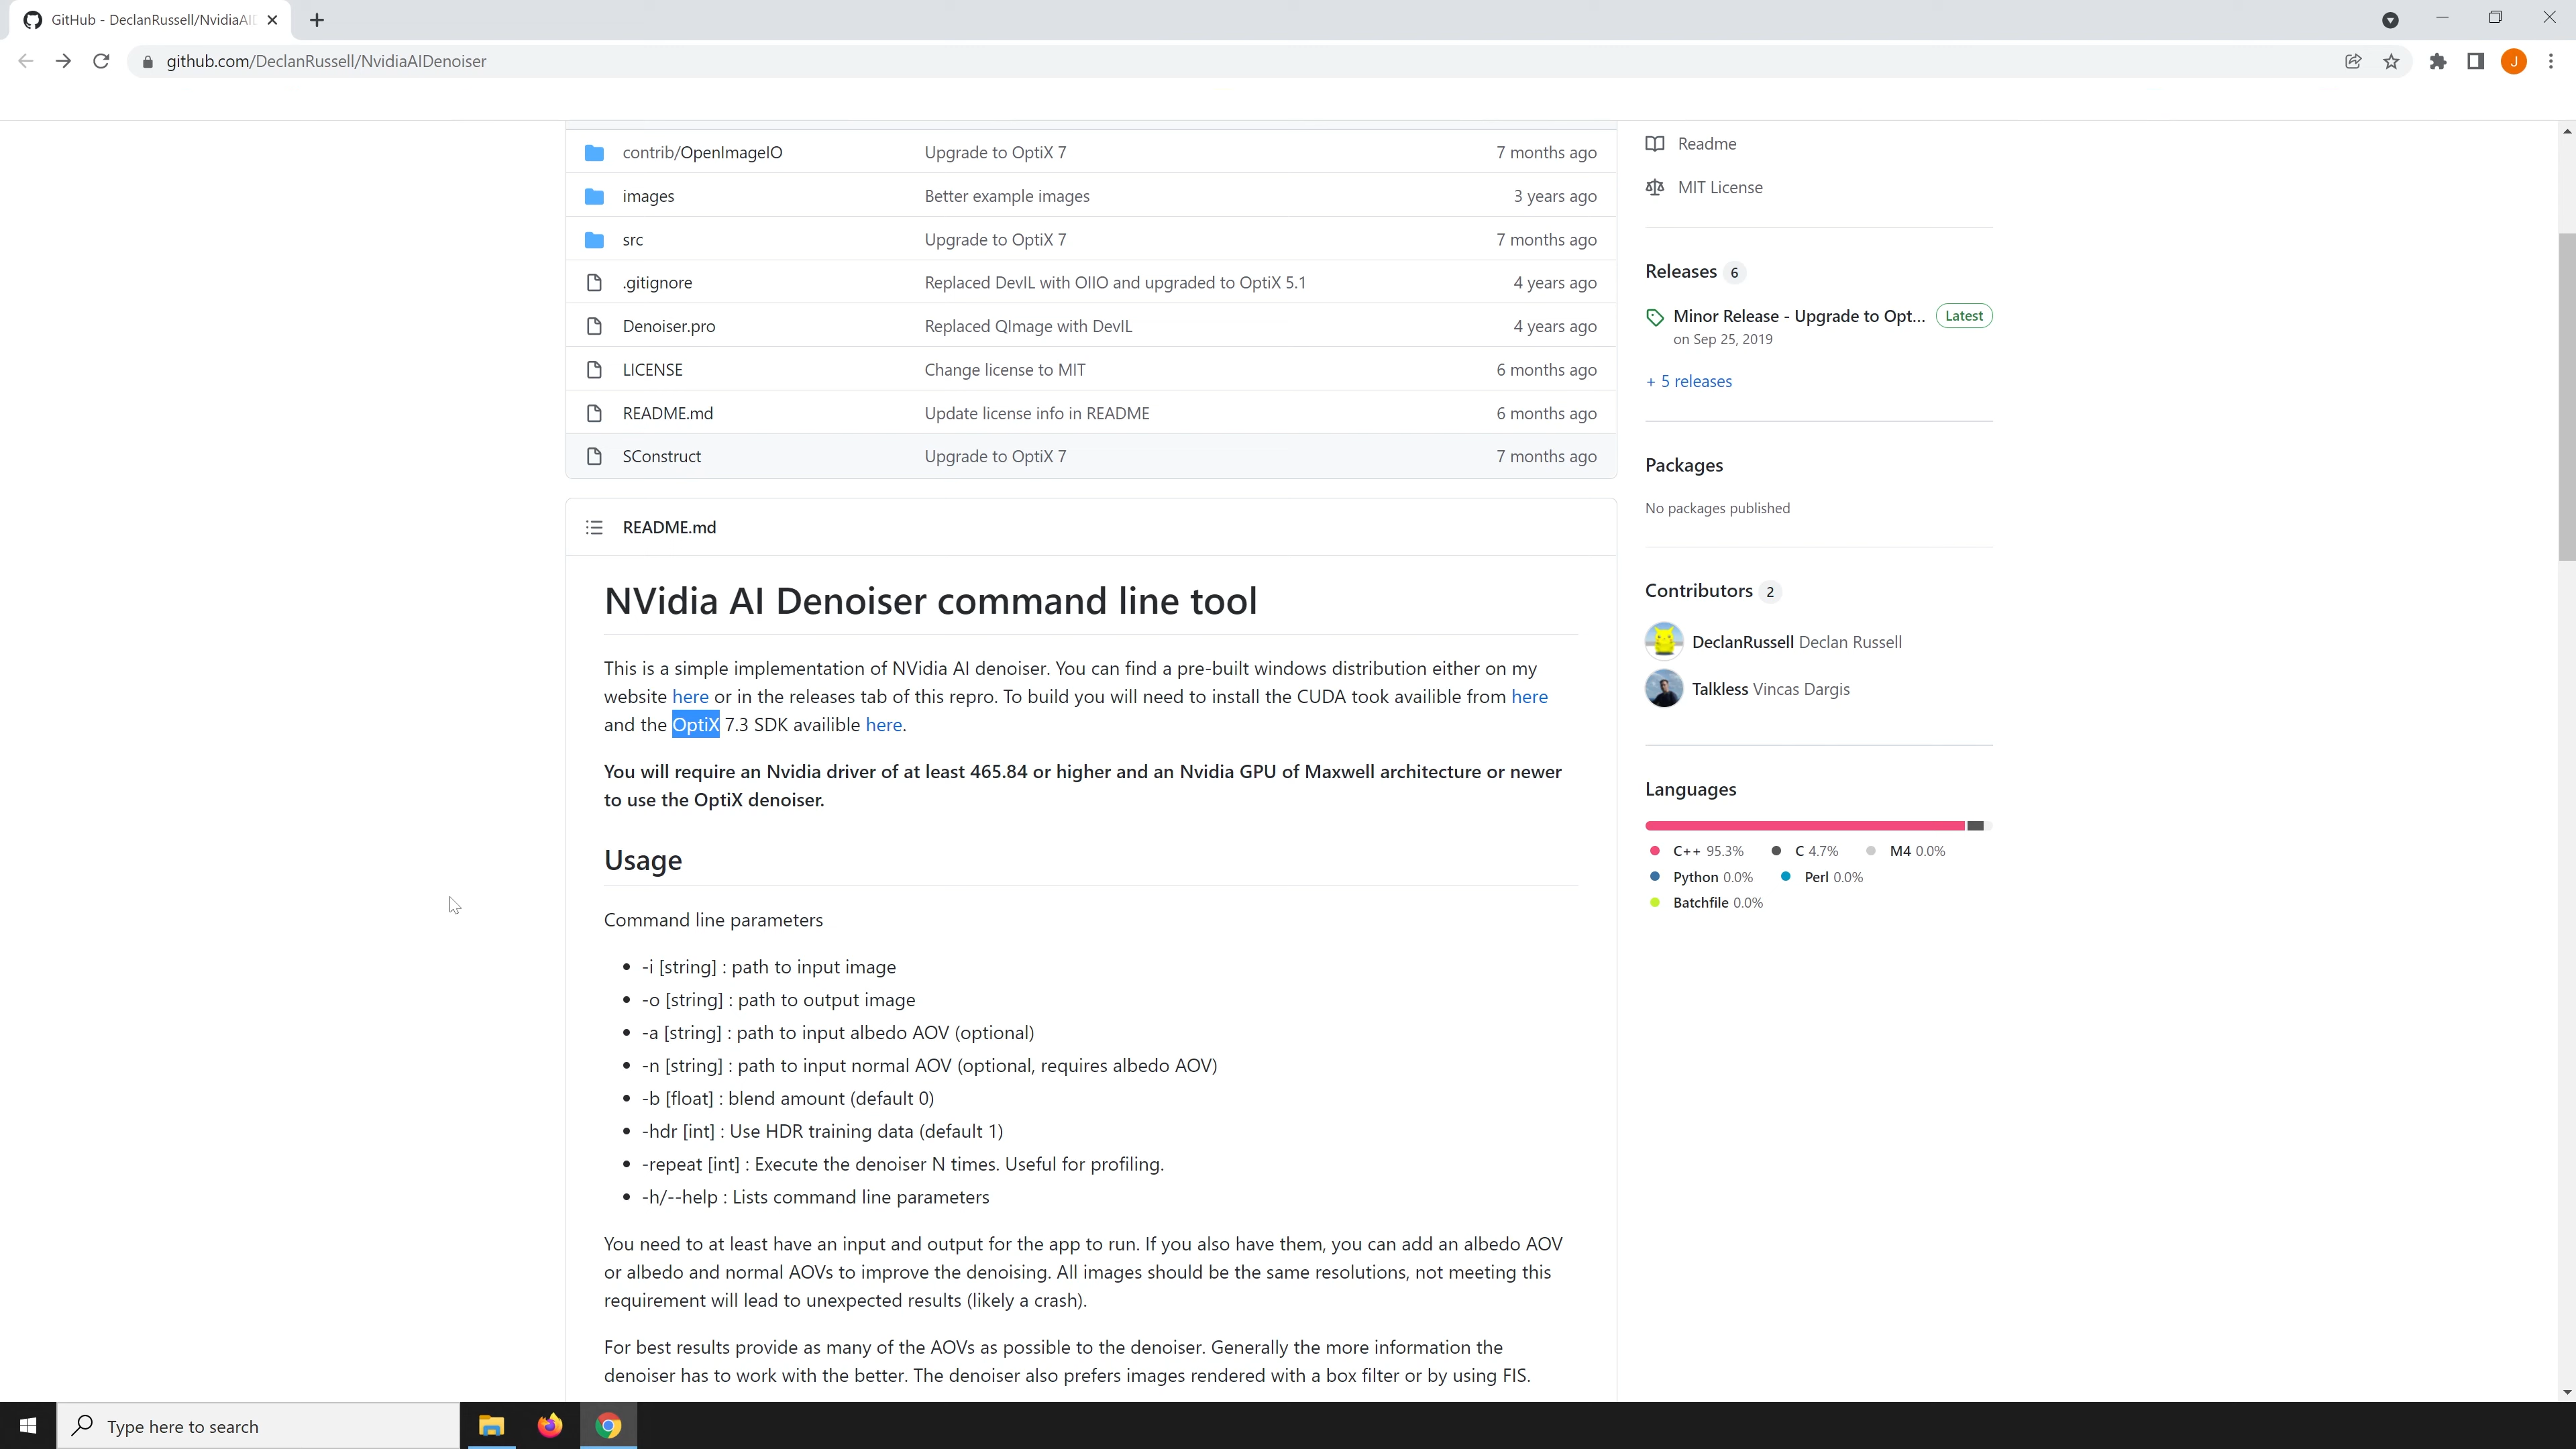 GitHub - DeclanRussell/NvidiaAID
github.com/DeclanRussell/NvidiaAIDenoiser
J
contrib/OpenImageIO Upgrade to OptiX 7 7 months ago
images Better example images 3 years ago
src Upgrade to OptiX 7 7 months ago
.gitignore Replaced DevIL with OIIO and upgraded to OptiX 5.1 4 years ago
Denoiser.pro Replaced QImage with DevIL 4 years ago
LICENSE Change license to MIT 6 months ago
README.md Update license info in README 6 months ago
SConstruct Upgrade to OptiX 7 7 months ago
README.md
NVidia AI Denoiser command line tool
This is a simple implementation of NVidia AI denoiser. You can find a pre-built windows distribution either on my
website here or in the releases tab of this repro. To build you will need to install the CUDA took availible from here
and the OptiX 7.3 SDK availible here.
You will require an Nvidia driver of at least 465.84 or higher and an Nvidia GPU of Maxwell architecture or newer
to use the OptiX denoiser.
Usage
Command line parameters
• -i [string] : path to input image
• -o [string] : path to output image
• -a [string] : path to input albedo AOV (optional)
• -n [string] : path to input normal AOV (optional, requires albedo AOV)
• -b [float] : blend amount (default 0)
• -hdr [int] : Use HDR training data (default 1)
• -repeat [int] : Execute the denoiser N times. Useful for profiling.
• -h/--help : Lists command line parameters
You need to at least have an input and output for the app to run. If you also have them, you can add an albedo AOV
or albedo and normal AOVs to improve the denoising. All images should be the same resolutions, not meeting this
requirement will lead to unexpected results (likely a crash).
For best results provide as many of the AOVs as possible to the denoiser. Generally the more information the
denoiser has to work with the better. The denoiser also prefers images rendered with a box filter or by using FIS.
Readme
MIT License
Releases 6
Minor Release - Upgrade to Opt... Latest
on Sep 25, 2019
+ 5 releases
Packages
No packages published
Contributors 2
DeclanRussell Declan Russell
Talkless Vincas Dargis
Languages
C++ 95.3% C 4.7% M4 0.0%
Python 0.0% Perl 0.0%
Batchfile 0.0%
Type here to search